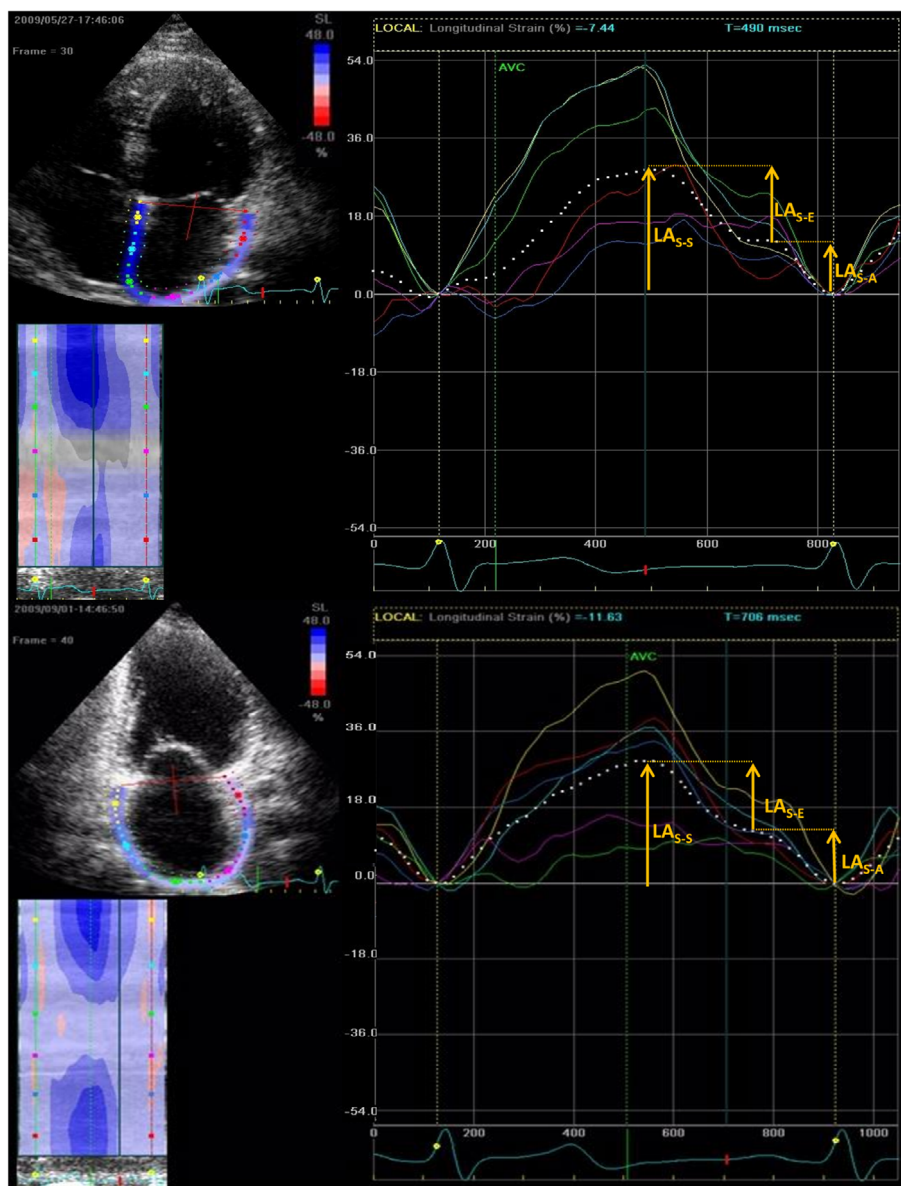 2009/05/27-17:46:06
SL
48.0
Frame = 30
-48.0
%
LOCAL: Longitudinal Strain (%) =-7.44 T=490 msec
54.0
AVC
36.0
18.0
0.0
-18.0
-36.0
-54.0
LAS-S
LAS-E
LAS-A
0 200 400 600 800
2009/09/01-14:46:50
SL
48.0
Frame = 40
-48.0
%
LOCAL: Longitudinal Strain (%) =-11.63 T=706 msec
54.0
AVC
36.0
18.0
0.0
-18.0
-36.0
-54.0
LAS-S
LAS-E
LAS-A
0 200 400 600 800 1000